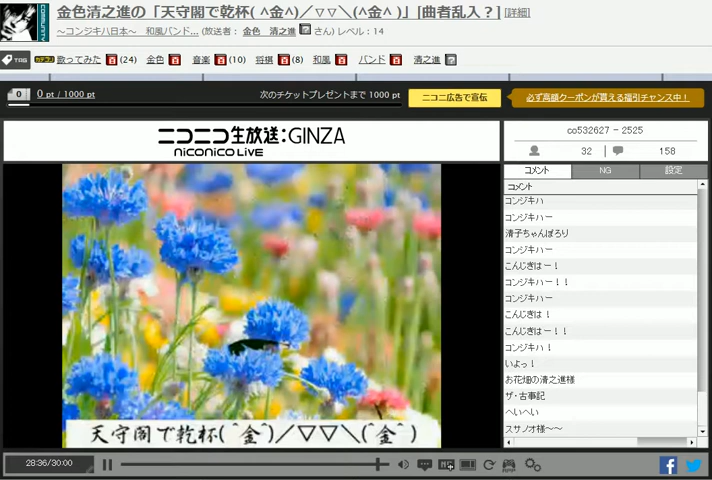 金色清之進の「天守閣で乾杯( ^金^)／▽▽＼(^金^ )」[曲者乱入？] [詳細]
COMMUNITY
～コンジキハ日本～ 和風バンド... (放送者： 金色 清之進 さん) レベル：14
TAG カテゴリ 歌ってみた 百 (24) 金色 百 音楽 百 (10) 将棋 百 (8) 和風 百 バンド 百 清之進 ?
0 0 pt / 1000 pt 次のチケットプレゼントまで 1000 pt ニコニ広告で宣伝 必ず高額クーポンが貰える福引チャンス中！
ニコニコ生放送：GINZA
niconico Live
co532627 - 2525
32 | 158
コメント NG 設定
コメント
コンジキハ
コンジキハー
清子ちゃんぽろり
コンジキハー
こんじきはー！
コンジキハー！！
コンジキハー
こんじきは！
こんじきはー！！
コンジキハ！
いよっ！
お花畑の清之進様
ザ・古事記
へいへい
スサノオ様～～
天守閣で乾杯( ^金^)／▽▽＼(^金^ )
28:36/30:00